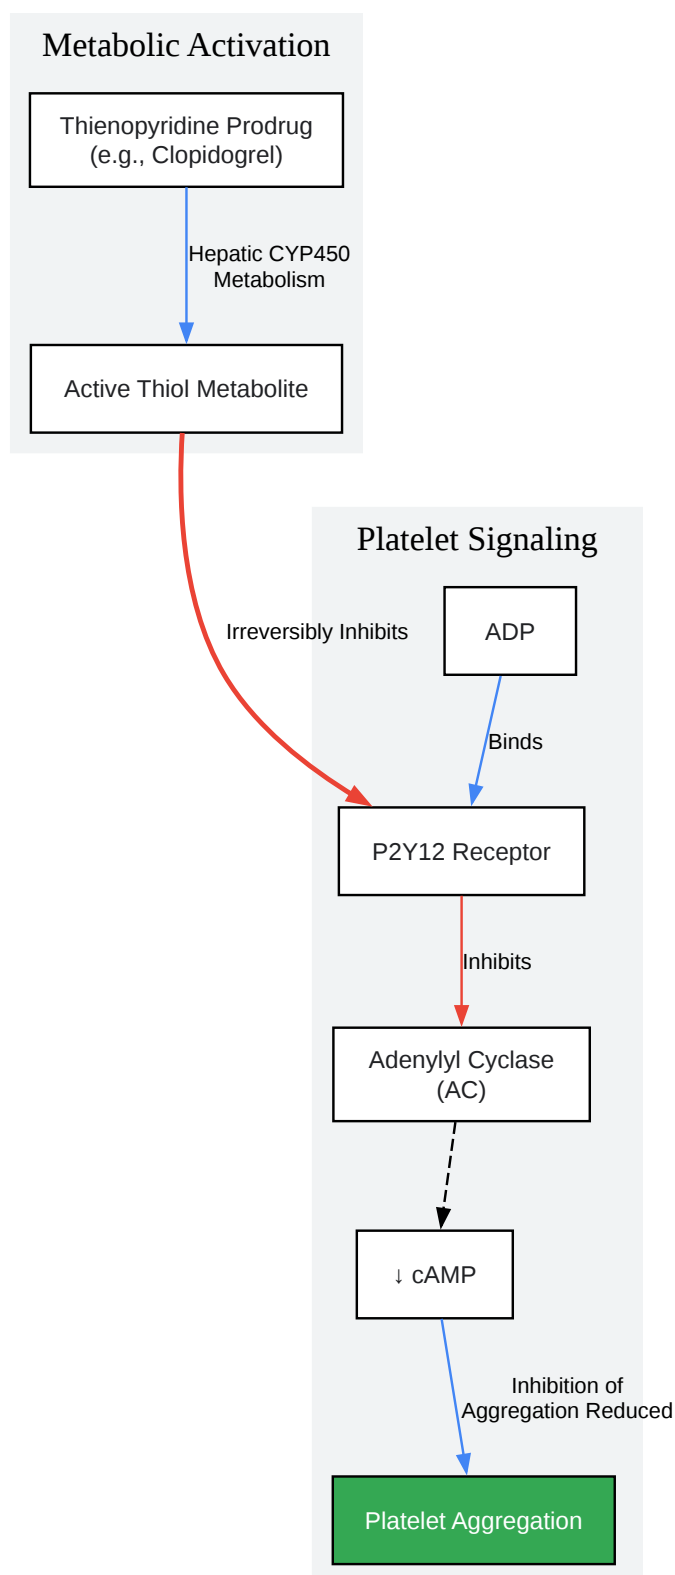 Metabolic Activation
Thienopyridine Prodrug
(e.g., Clopidogrel)
Hepatic CYP450
Metabolism
Active Thiol Metabolite
Platelet Signaling
ADP
Irreversibly Inhibits
Binds
P2Y12 Receptor
Inhibits
Adenylyl Cyclase
(AC)
↓ cAMP
Inhibition of
Aggregation Reduced
Platelet Aggregation